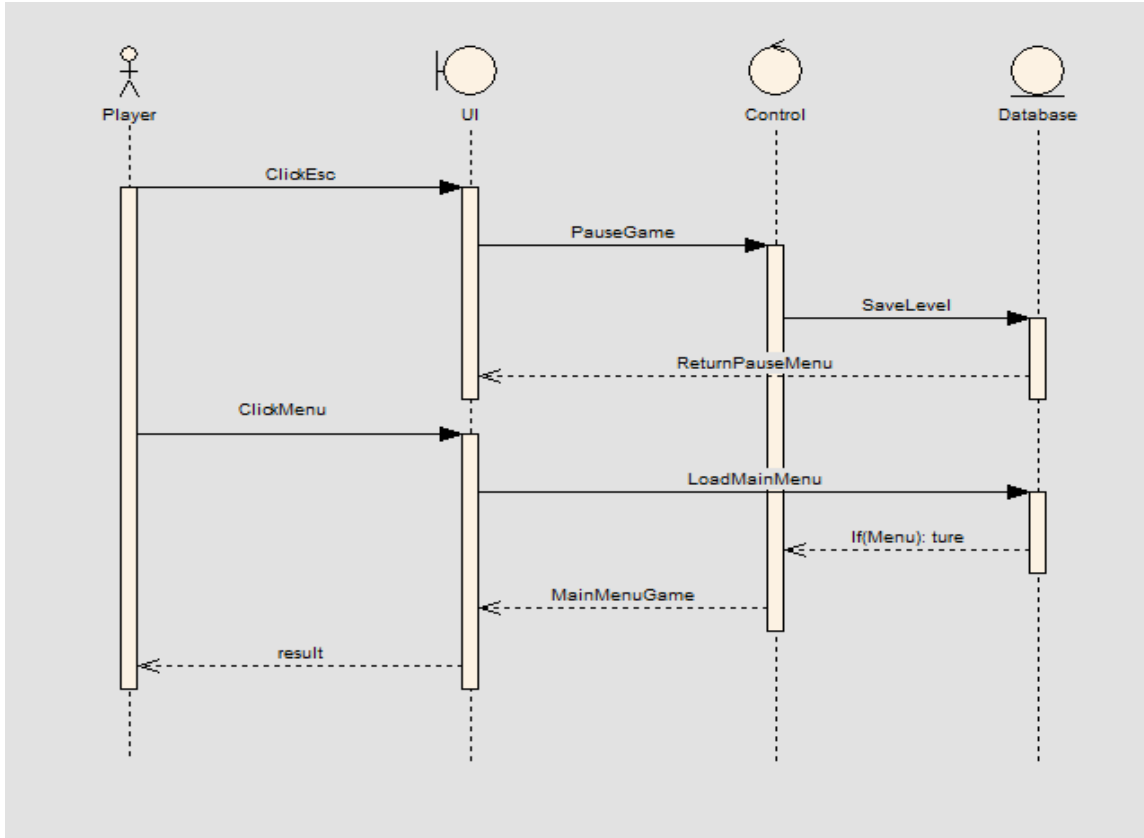 Player
UI
Control
Database
ClickEsc
PauseGame
SaveLevel
ReturnPauseMenu
ClickMenu
LoadMainMenu
If(Menu): ture
MainMenuGame
result